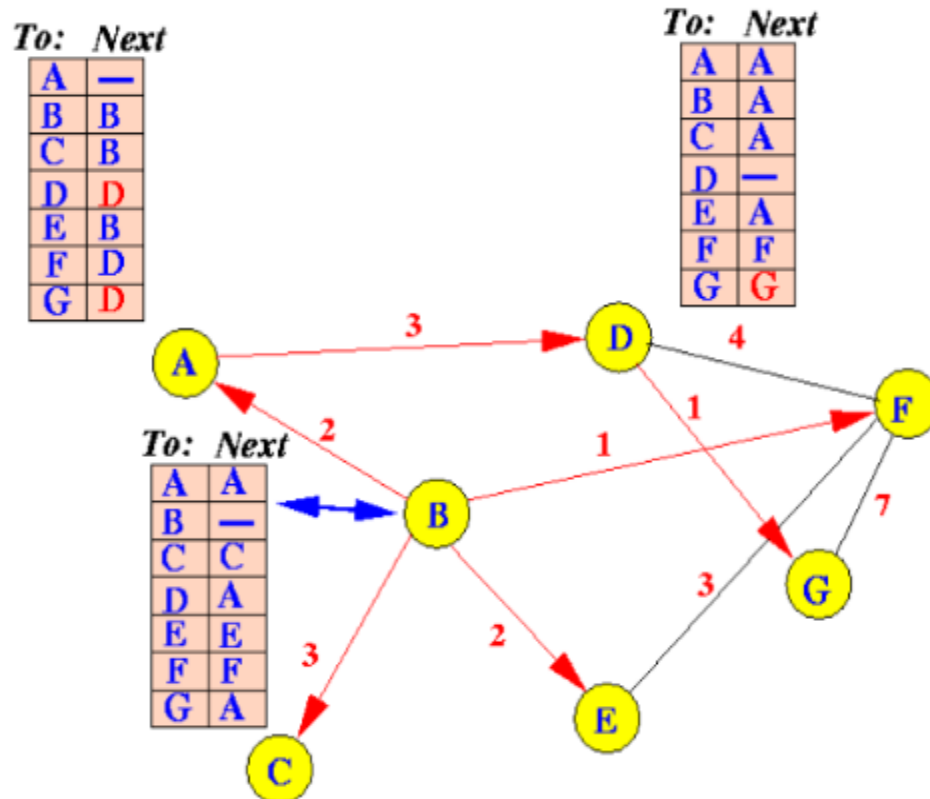 To: Next
A —
B B
C B
D D
E B
F D
G D
To: Next
A A
B A
C A
D —
E A
F F
G G
3
D
4
A
F
1
2
1
To: Next
A A
B —
C C
D A
E E
F F
G A
B
7
G
3
2
3
E
C